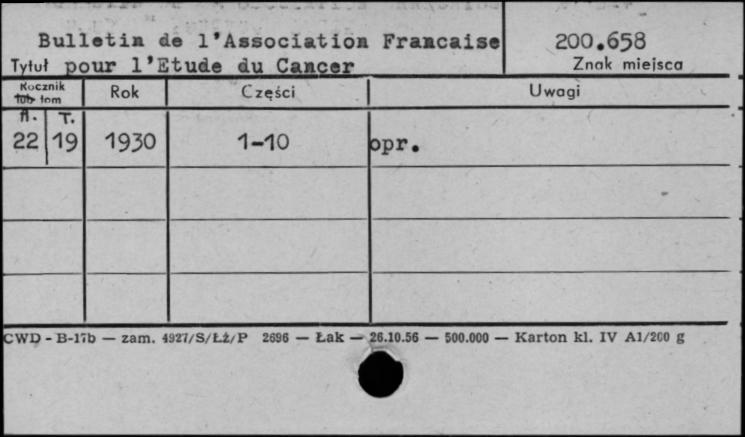 Bulletin de l'Association Francaise
200.658
Tytuł pour l'Etude du Cancer
Znak miejsca
Rocznik lub tom
Rok
Części
Uwagi
A. T.
22 19 1930 1-10 opr.
CWD - B-17b — zam. 4927/S/ŁŻ/P 2696 — Łak — 26.10.56 — 500.000 — Karton kl. IV A1/200 g